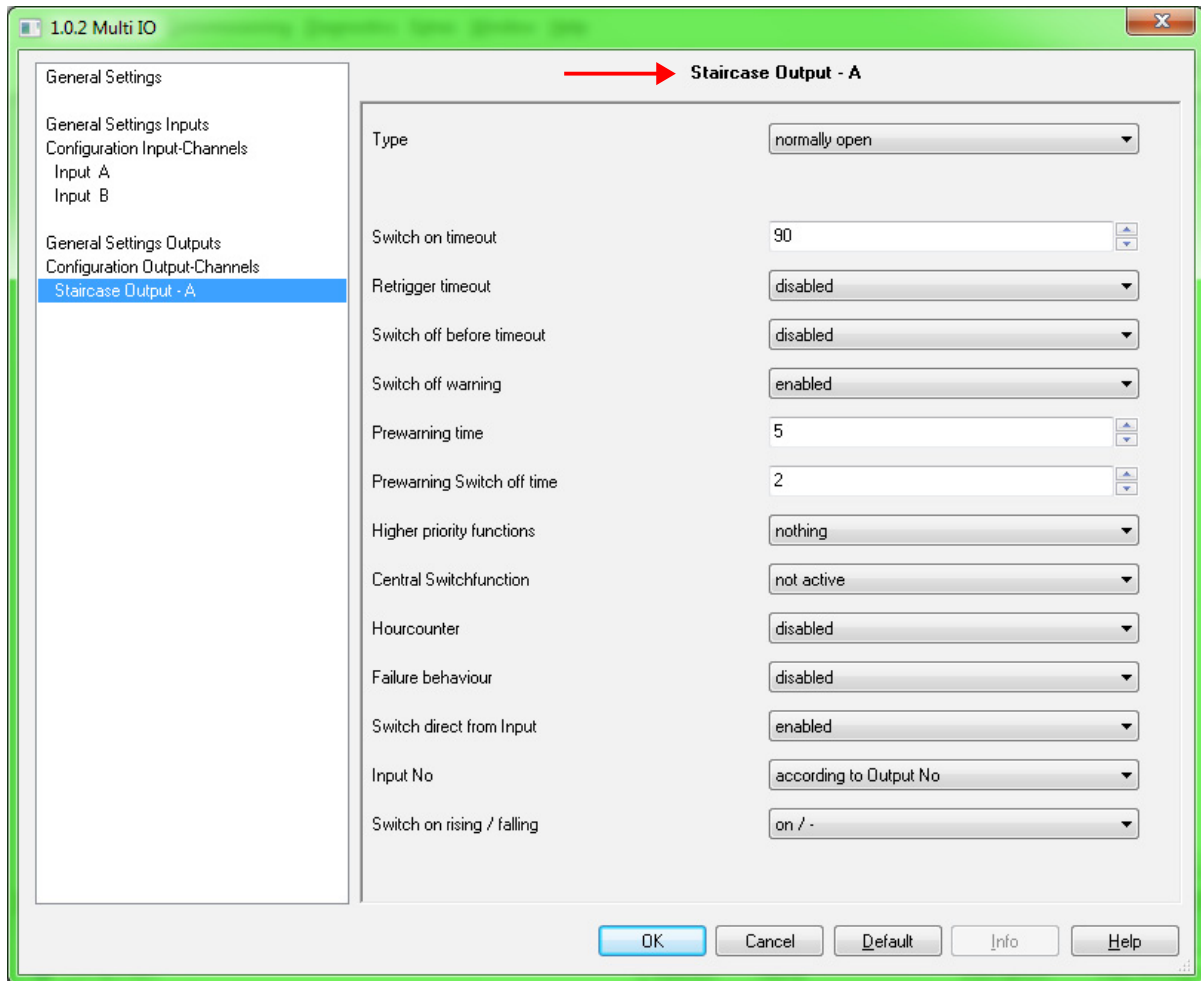 1.0.2 Multi IO
General Settings
General Settings Inputs
Configuration Input-Channels
Input A
Input B
General Settings Outputs
Configuration Output-Channels
Staircase Output - A
Staircase Output - A
Type normally open
Switch on timeout 90
Retrigger timeout disabled
Switch off before timeout disabled
Switch off warning enabled
Prewarning time 5
Prewarning Switch off time 2
Higher priority functions nothing
Central Switchfunction not active
Hourcounter disabled
Failure behaviour disabled
Switch direct from Input enabled
Input No according to Output No
Switch on rising / falling on / -
OK Cancel Default Info Help